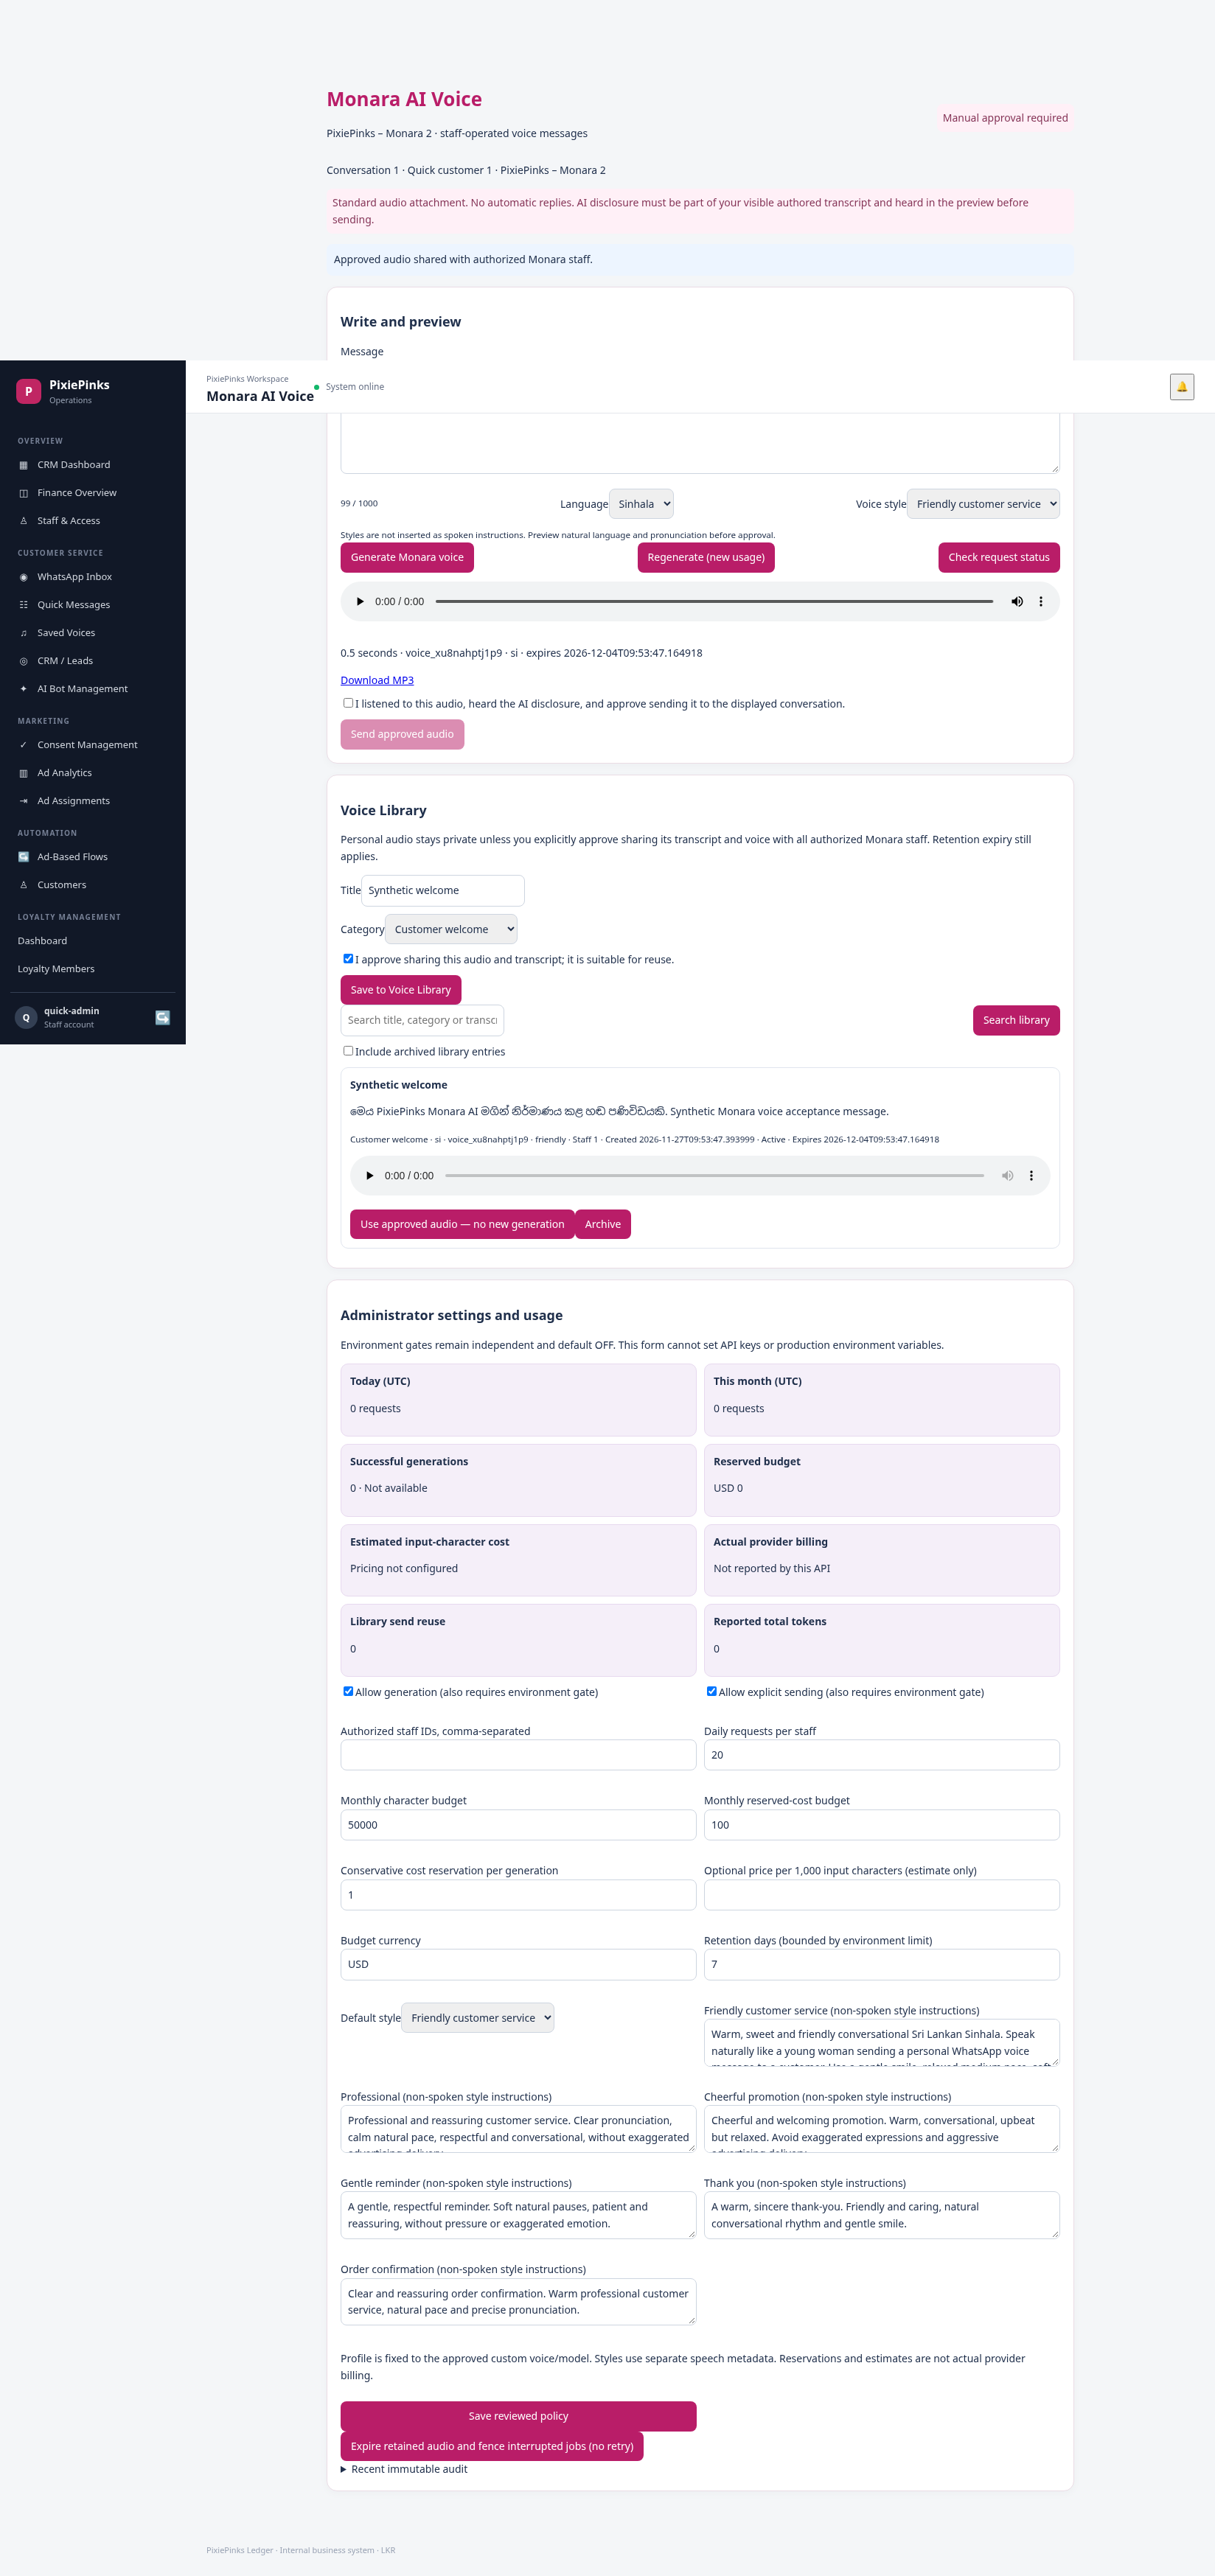 Monara AI Voice
Manual approval required
PixiePinks – Monara 2 · staff-operated voice messages
Conversation 1 · Quick customer 1 · PixiePinks – Monara 2
Standard audio attachment. No automatic replies. AI disclosure must be part of your visible authored transcript and heard in the preview before
sending.
Approved audio shared with authorized Monara staff.
Write and preview
Message
P
PixiePinks
Operations
OVERVIEW
CRM Dashboard
Finance Overview
Staff & Access
CUSTOMER SERVICE
WhatsApp Inbox
Quick Messages
Saved Voices
CRM / Leads
AI Bot Management
MARKETING
Consent Management
Ad Analytics
Ad Assignments
AUTOMATION
Ad-Based Flows
Customers
LOYALTY MANAGEMENT
Dashboard
Loyalty Members
Q
quick-admin
Staff account
PixiePinks Workspace
Monara AI Voice
System online
99 / 1000
Language Sinhala
Voice style Friendly customer service
Styles are not inserted as spoken instructions. Preview natural language and pronunciation before approval.
Generate Monara voice
Regenerate (new usage)
Check request status
0:00 / 0:00
0.5 seconds · voice_xu8nahptj1p9 · si · expires 2026-12-04T09:53:47.164918
Download MP3
I listened to this audio, heard the AI disclosure, and approve sending it to the displayed conversation.
Send approved audio
Voice Library
Personal audio stays private unless you explicitly approve sharing its transcript and voice with all authorized Monara staff. Retention expiry still
applies.
Title Synthetic welcome
Category Customer welcome
I approve sharing this audio and transcript; it is suitable for reuse.
Save to Voice Library
Search title, category or transc
Search library
Include archived library entries
Synthetic welcome
මෙය PixiePinks Monara AI මගින් නිර්මාණය කළ හඬ පණිවිඩයකි. Synthetic Monara voice acceptance message.
Customer welcome · si · voice_xu8nahptj1p9 · friendly · Staff 1 · Created 2026-11-27T09:53:47.393999 · Active · Expires 2026-12-04T09:53:47.164918
0:00 / 0:00
Use approved audio — no new generation
Archive
Administrator settings and usage
Environment gates remain independent and default OFF. This form cannot set API keys or production environment variables.
Today (UTC)
0 requests
This month (UTC)
0 requests
Successful generations
0 · Not available
Reserved budget
USD 0
Estimated input-character cost
Pricing not configured
Actual provider billing
Not reported by this API
Library send reuse
0
Reported total tokens
0
Allow generation (also requires environment gate)
Allow explicit sending (also requires environment gate)
Authorized staff IDs, comma-separated
Daily requests per staff
20
Monthly character budget
50000
Monthly reserved-cost budget
100
Conservative cost reservation per generation
1
Optional price per 1,000 input characters (estimate only)
Budget currency
USD
Retention days (bounded by environment limit)
7
Default style Friendly customer service
Friendly customer service (non-spoken style instructions)
Warm, sweet and friendly conversational Sri Lankan Sinhala. Speak
naturally like a young woman sending a personal WhatsApp voice
Professional (non-spoken style instructions)
Professional and reassuring customer service. Clear pronunciation,
calm natural pace, respectful and conversational, without exaggerated
Cheerful promotion (non-spoken style instructions)
Cheerful and welcoming promotion. Warm, conversational, upbeat
but relaxed. Avoid exaggerated expressions and aggressive
Gentle reminder (non-spoken style instructions)
A gentle, respectful reminder. Soft natural pauses, patient and
reassuring, without pressure or exaggerated emotion.
Thank you (non-spoken style instructions)
A warm, sincere thank-you. Friendly and caring, natural
conversational rhythm and gentle smile.
Order confirmation (non-spoken style instructions)
Clear and reassuring order confirmation. Warm professional customer
service, natural pace and precise pronunciation.
Profile is fixed to the approved custom voice/model. Styles use separate speech metadata. Reservations and estimates are not actual provider
billing.
Save reviewed policy
Expire retained audio and fence interrupted jobs (no retry)
Recent immutable audit
PixiePinks Ledger · Internal business system · LKR